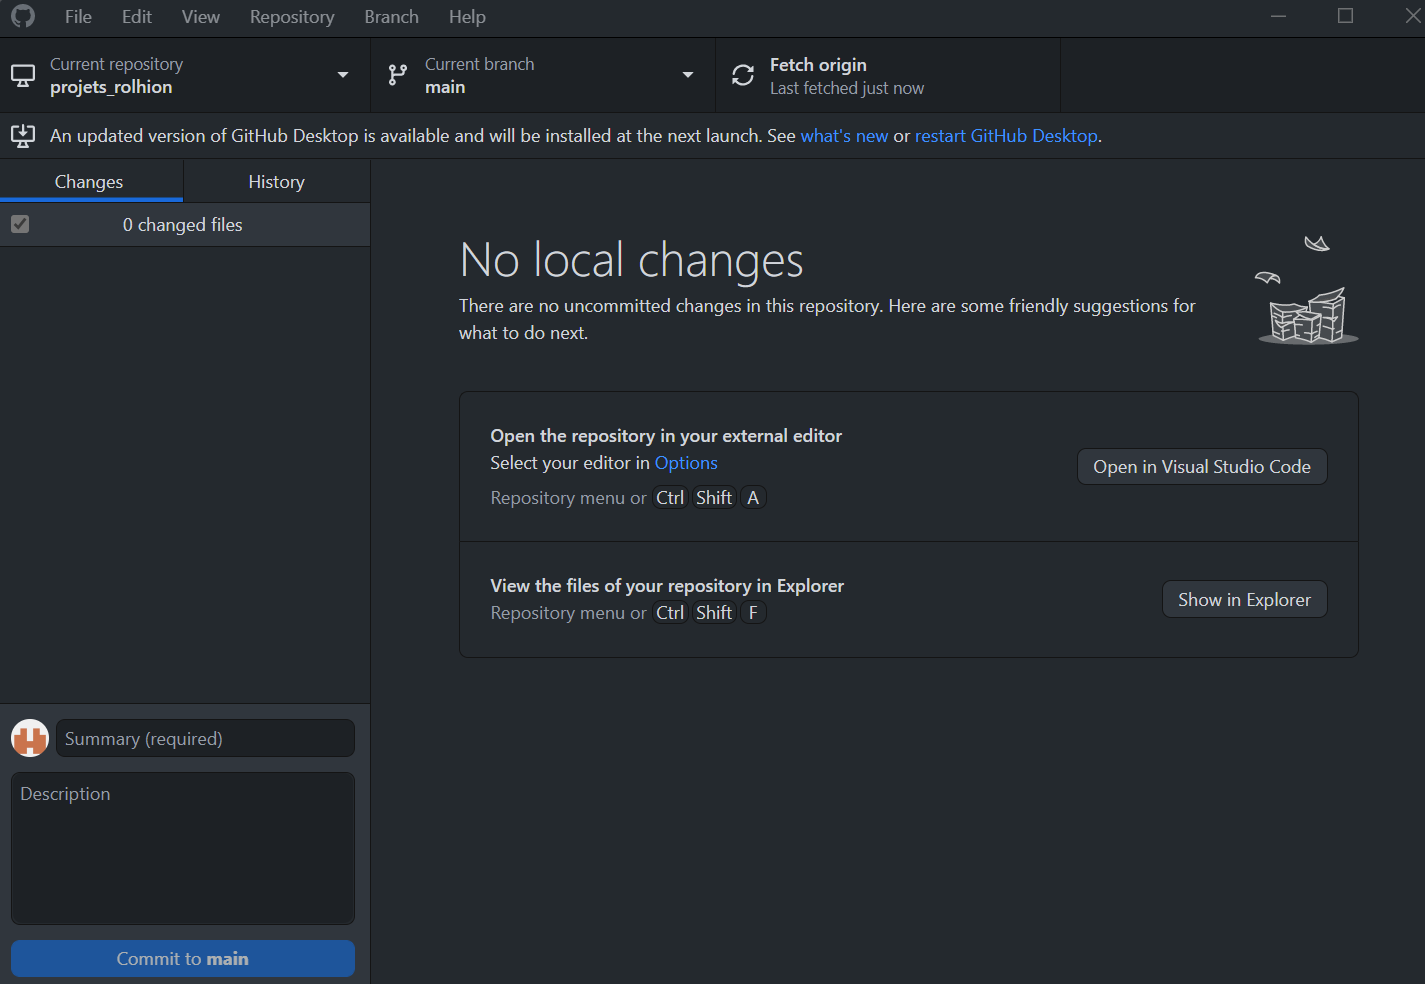 File Edit View Repository Branch Help
Current repository
projets_rolhion
Current branch
main
Fetch origin
Last fetched just now
An updated version of GitHub Desktop is available and will be installed at the next launch. See what's new or restart GitHub Desktop.
Changes
History
0 changed files
No local changes
There are no uncommitted changes in this repository. Here are some friendly suggestions for
what to do next.
Open the repository in your external editor
Select your editor in Options
Repository menu or Ctrl Shift A
Open in Visual Studio Code
View the files of your repository in Explorer
Repository menu or Ctrl Shift F
Show in Explorer
Summary (required)
Description
Commit to main